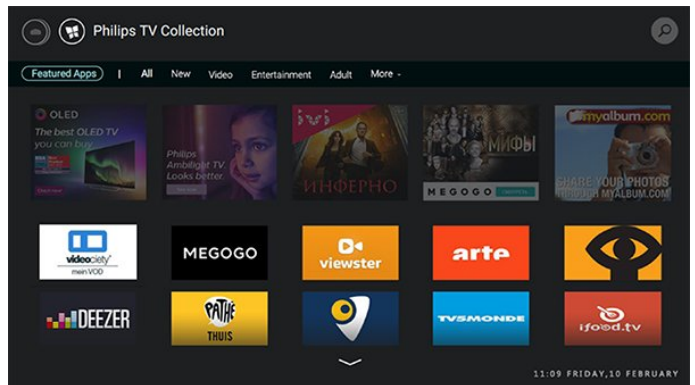 Philips TV Collection
Featured Apps | All New Video Entertainment Adult More
OLED
The best OLED TV
you can buy
Philips
Ambilight TV.
Looks better.
ivi
ИНФЕРНО
МИФЫ
MEGOGO
myalbum.com
SHARE YOUR PHOTOS
THROUGH MYALBUM.COM
videociety
mein VOD
MEGOGO
viewster
arte
DEEZER
PATHÉ
THUIS
TV5MONDE
ifood.tv
11:09 FRIDAY,10 FEBRUARY